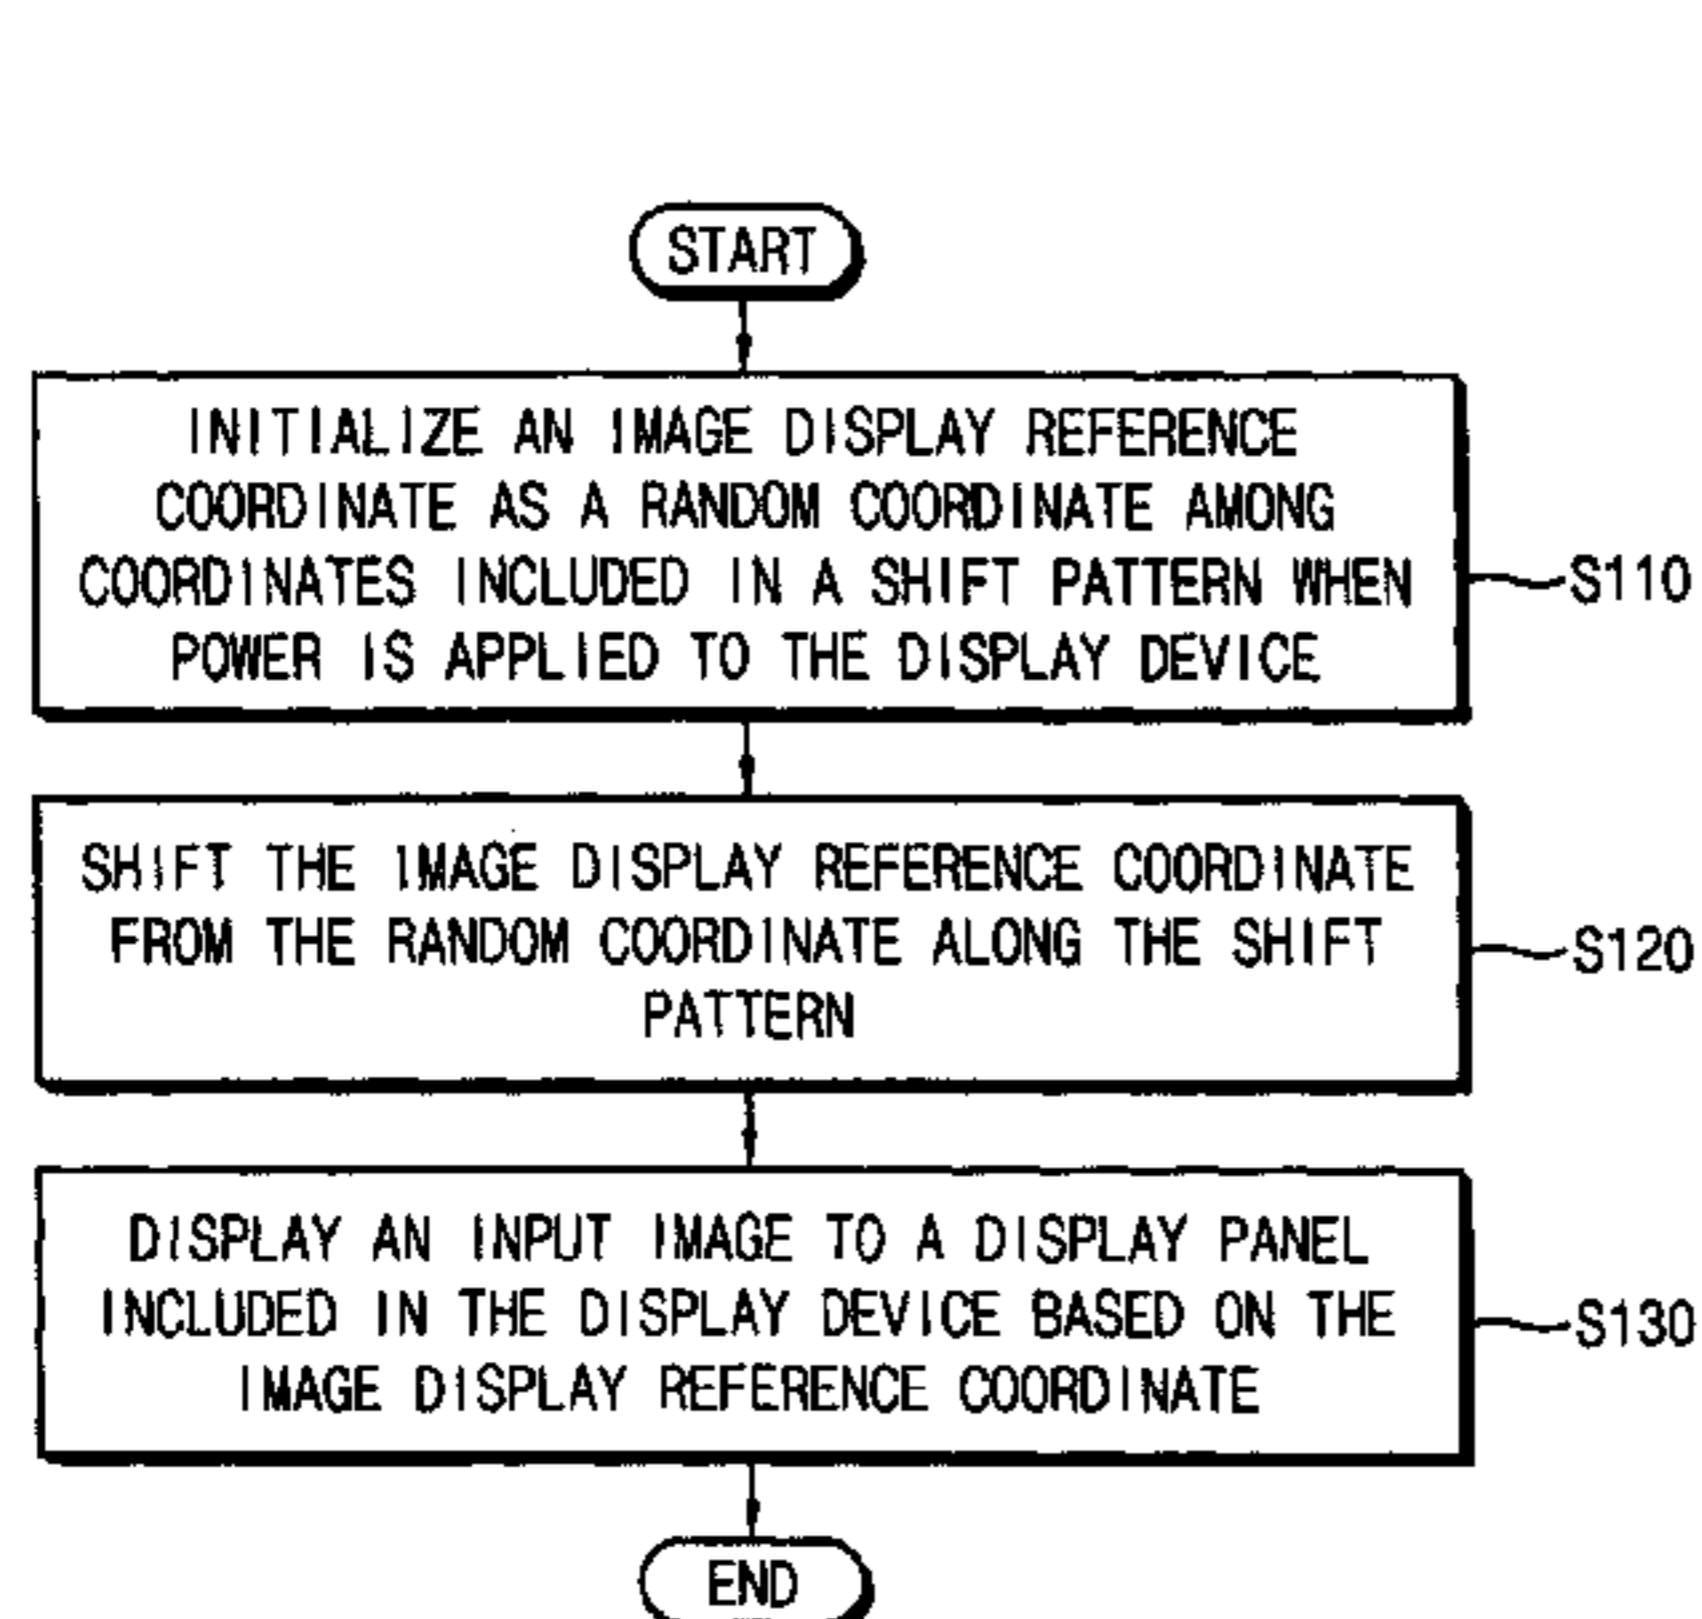 START
INITIALIZE AN IMAGE DISPLAY REFERENCE
COORDINATE AS A RANDOM COORDINATE AMONG
COORDINATES INCLUDED IN A SHIFT PATTERN WHEN
POWER IS APPLIED TO THE DISPLAY DEVICE
S110
SHIFT THE IMAGE DISPLAY REFERENCE COORDINATE
FROM THE RANDOM COORDINATE ALONG THE SHIFT
PATTERN
S120
DISPLAY AN INPUT IMAGE TO A DISPLAY PANEL
INCLUDED IN THE DISPLAY DEVICE BASED ON THE
IMAGE DISPLAY REFERENCE COORDINATE
S130
END